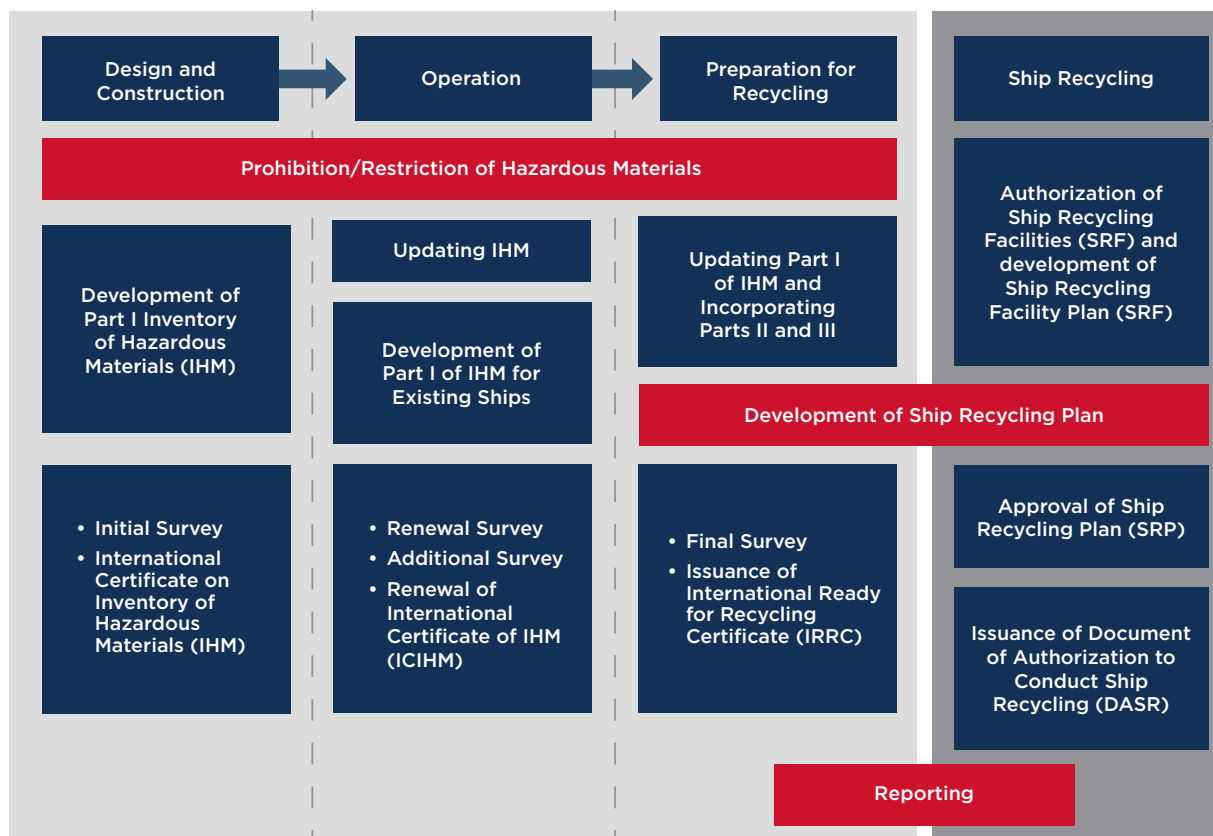 Design and
Construction
Operation
Preparation for
Recycling
Ship Recycling
Prohibition/Restriction of Hazardous Materials
Authorization of
Ship Recycling
Facilities (SRF) and
development of
Ship Recycling
Facility Plan (SRF)
Development of
Part I Inventory
of Hazardous
Materials (IHM)
Updating IHM
Development of
Part I of IHM for
Existing Ships
Updating Part I
of IHM and
Incorporating
Parts II and III
Development of Ship Recycling Plan
• Initial Survey
• International
Certificate on
Inventory of
Hazardous
Materials (IHM)
• Renewal Survey
• Additional Survey
• Renewal of
International
Certificate of IHM
(ICIHM)
• Final Survey
• Issuance of
International Ready
for Recycling
Certificate (IRRC)
Approval of Ship
Recycling Plan (SRP)
Issuance of Document
of Authorization to
Conduct Ship
Recycling (DASR)
Reporting